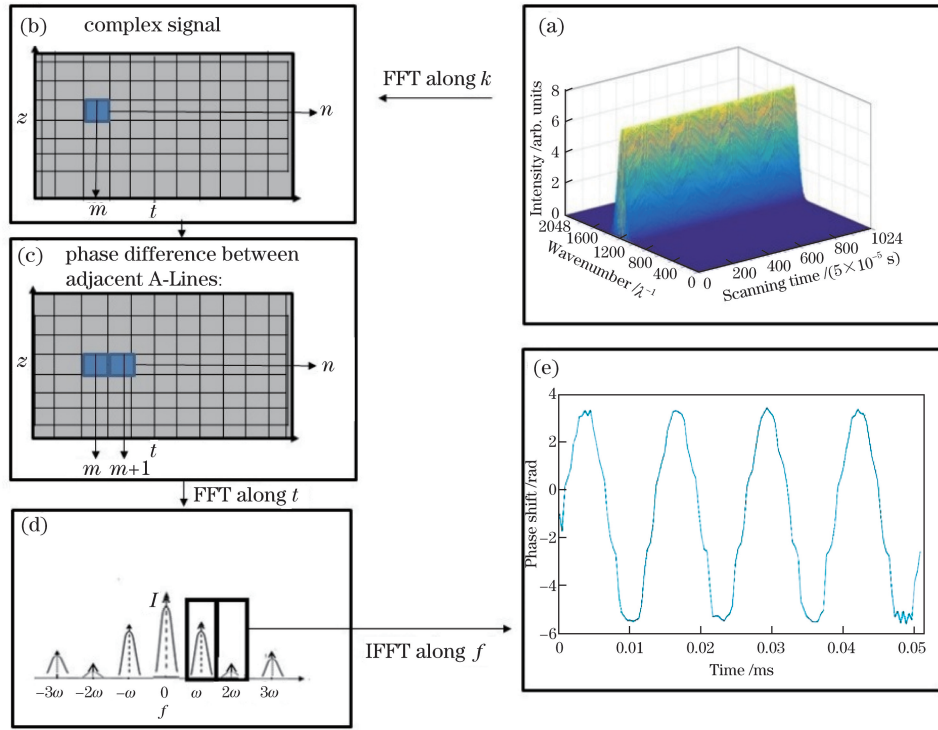 (b) complex signal
z
n
m
t
FFT along k
(a)
Intensity /arb. units
8
6
4
2
0
2048
1600
1200
800
400
0
Wavenumber /λ⁻¹
0
200
400
600
800
1024
Scanning time /(5×10⁻⁵ s)
(c) phase difference between
adjacent A-Lines:
z
n
t
m m+1
FFT along t
(d)
I
−3ω −2ω −ω 0 ω 2ω 3ω
f
IFFT along f
(e)
Phase shift /rad
4
2
0
−2
−4
−6
0 0.01 0.02 0.03 0.04 0.05
Time /ms